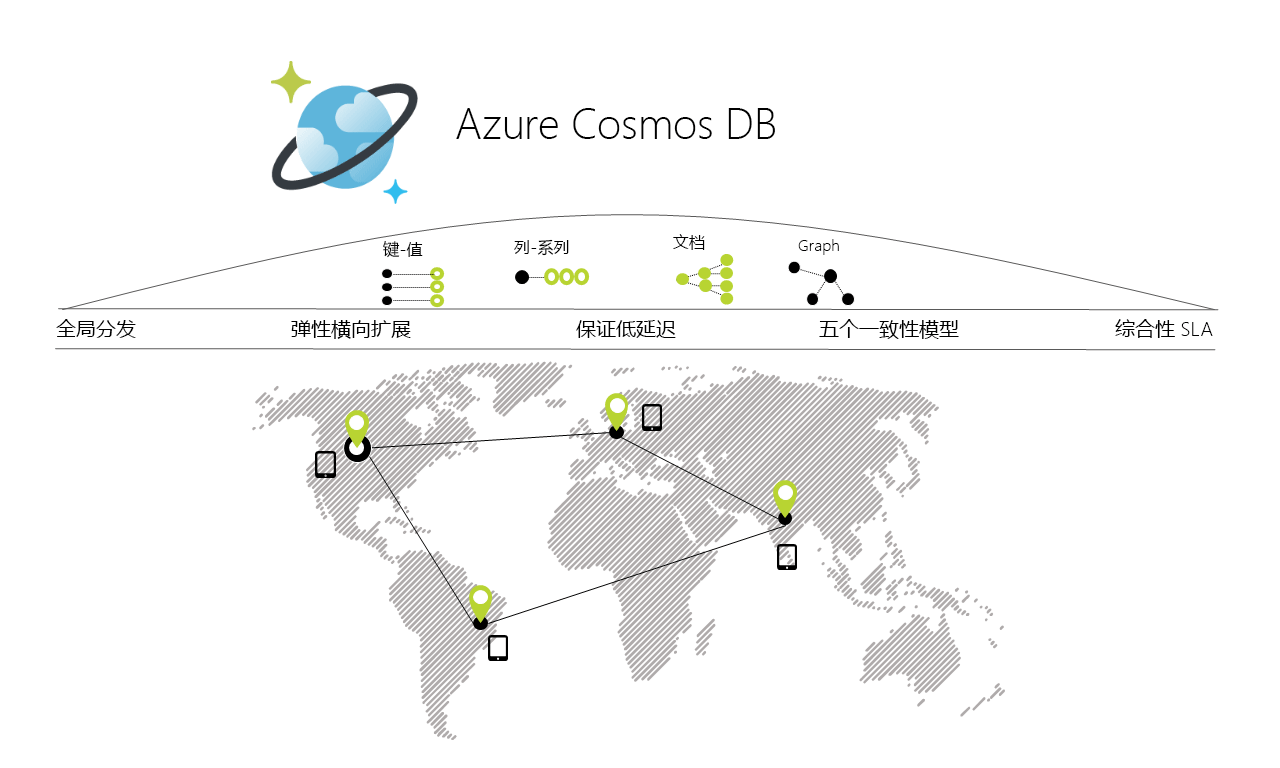 Azure Cosmos DB
键-值
列-系列
文档
Graph
全局分发
弹性横向扩展
保证低延迟
五个一致性模型
综合性 SLA